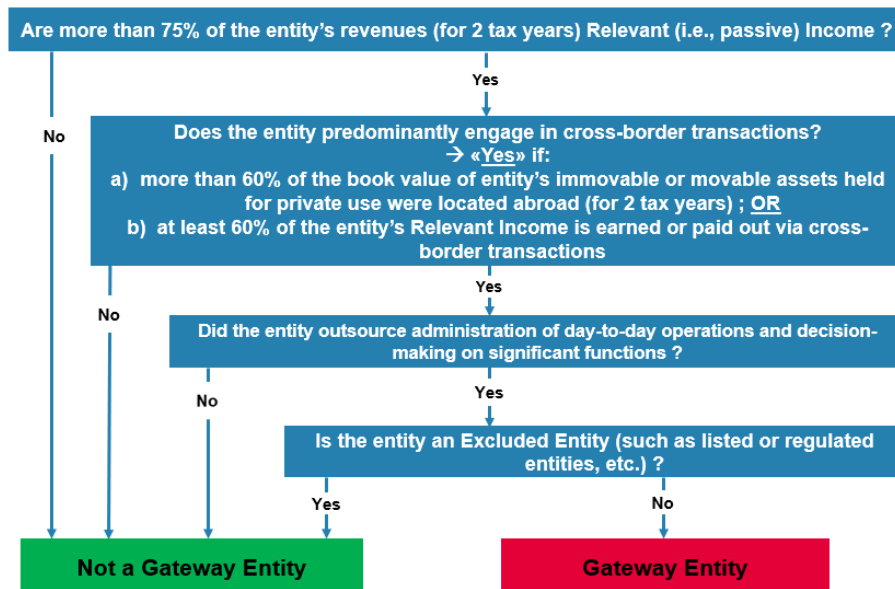 Are more than 75% of the entity's revenues (for 2 tax years) Relevant (i.e., passive) Income ?
Yes
No
Does the entity predominantly engage in cross-border transactions?
→ «Yes» if:
a) more than 60% of the book value of entity's immovable or movable assets held
for private use were located abroad (for 2 tax years) ; OR
b) at least 60% of the entity's Relevant Income is earned or paid out via cross-
border transactions
Yes
No
Did the entity outsource administration of day-to-day operations and decision-
making on significant functions ?
Yes
No
Is the entity an Excluded Entity (such as listed or regulated
entities, etc.) ?
Yes
No
Not a Gateway Entity
Gateway Entity